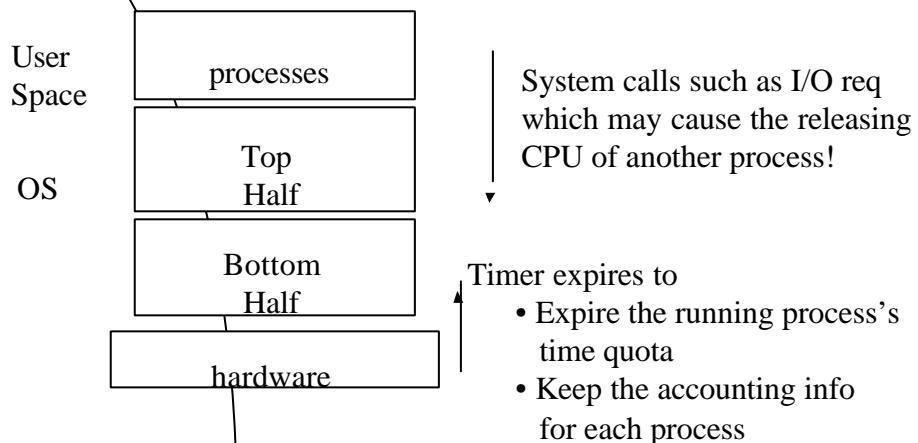 User
Space
processes
System calls such as I/O req
which may cause the releasing
CPU of another process!
OS
Top
Half
Bottom
Half
Timer expires to
• Expire the running process's
time quota
• Keep the accounting info
for each process
hardware